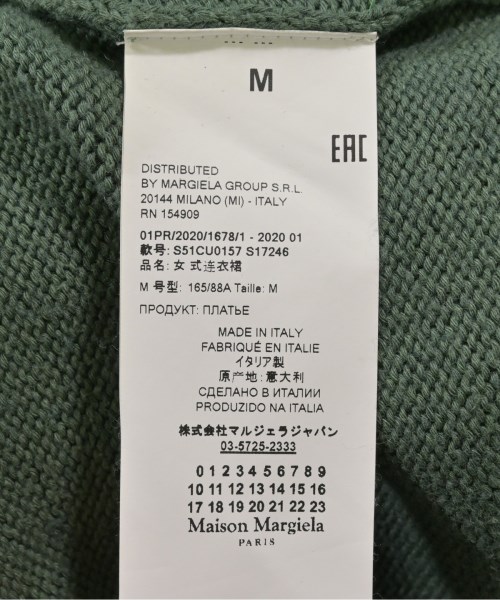 M
EAC
DISTRIBUTED
BY MARGIELA GROUP S.R.L.
20144 MILANO (MI) - ITALY
RN 154909
01PR/2020/1678/1 - 2020 01
款号: S51CU0157 S17246
品名: 女 式连衣裙
M 号型: 165/88A Taille: M
ПРОДУКТ: ПЛАТЬЕ
MADE IN ITALY
FABRIQUÉ EN ITALIE
イタリア製
原产地: 意大利
СДЕЛАНО В ИТАЛИИ
PRODUZIDO NA ITALIA
株式会社マルジェラジャパン
03-5725-2333
0 1 2 3 4 5 6 7 8 9
10 11 12 13 14 15 16
17 18 19 20 21 22 23
Maison Margiela
PARIS